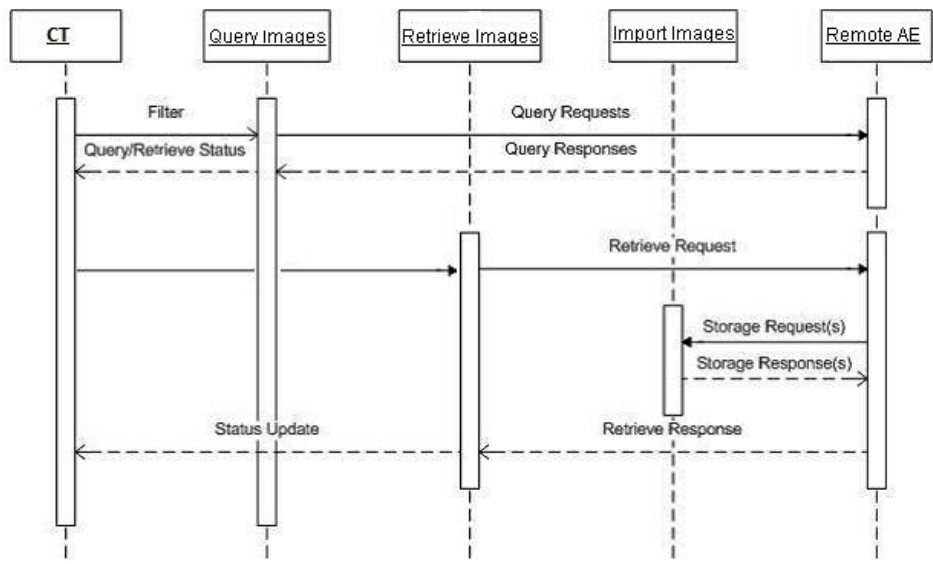 CT
Query Images
Retrieve Images
Import Images
Remote AE
Filter
Query Requests
Query/Retrieve Status
Query Responses
Retrieve Request
Storage Request(s)
Storage Response(s)
Status Update
Retrieve Response